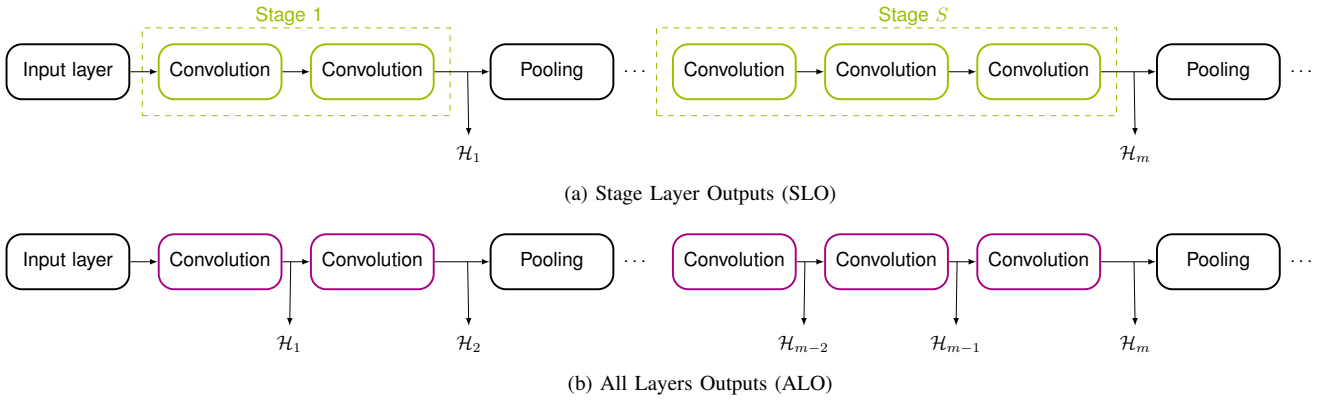 Stage 1 Stage S
Input layer Convolution Convolution Pooling ··· Convolution Convolution Convolution Pooling ···
ℋ₁ ℋₘ
(a) Stage Layer Outputs (SLO)
Input layer Convolution Convolution Pooling ··· Convolution Convolution Convolution Pooling ···
ℋ₁ ℋ₂ ℋₘ₋₂ ℋₘ₋₁ ℋₘ
(b) All Layers Outputs (ALO)